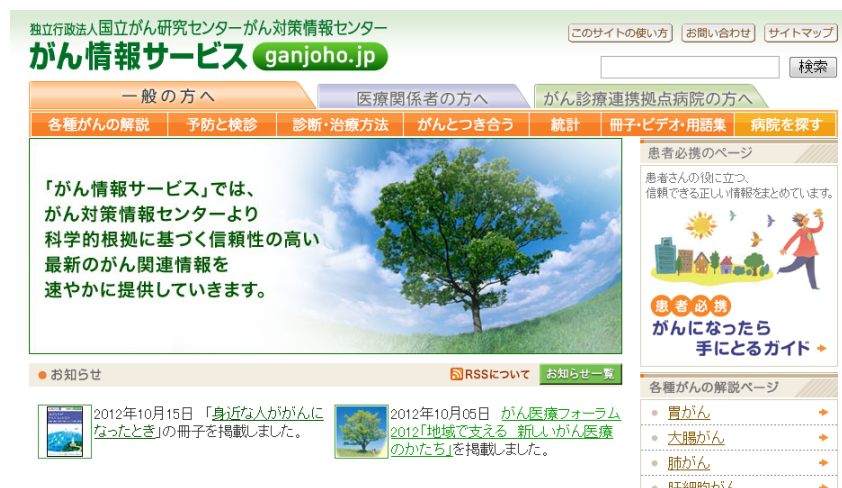 独立行政法人国立がん研究センターがん対策情報センター
がん情報サービス ganjoho.jp
このサイトの使い方 お問い合わせ サイトマップ
検索
一般の方へ 医療関係者の方へ がん診療連携拠点病院の方へ
各種がんの解説 予防と検診 診断・治療方法 がんとつき合う 統計 冊子・ビデオ・用語集 病院を探す
「がん情報サービス」では、
がん対策情報センターより
科学的根拠に基づく信頼性の高い
最新のがん関連情報を
速やかに提供していきます。
患者必携のページ
患者さんの役に立つ、
信頼できる正しい情報をまとめています。
患者必携
がんになったら
手にとるガイド
お知らせ RSSについて お知らせ一覧
2012年10月15日 「身近な人ががんに
なったとき」の冊子を掲載しました。
2012年10月05日 がん医療フォーラム
2012「地域で支える 新しいがん医療
のかたち」を掲載しました。
各種がんの解説ページ
胃がん
大腸がん
肺がん
肝細胞がん